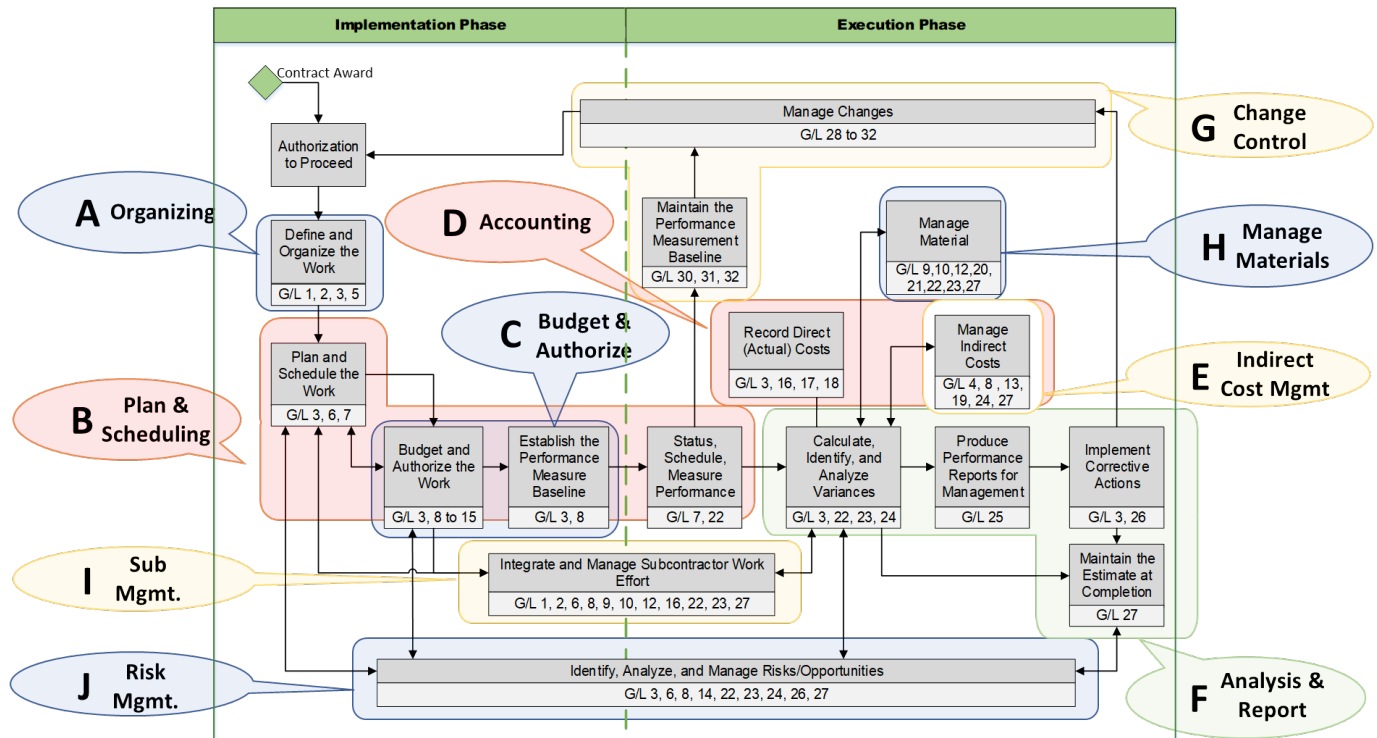 Implementation Phase
Execution Phase
Contract Award
Manage Changes
G/L 28 to 32
G Change
Control
Authorization
to Proceed
A Organizing
D Accounting
Maintain the
Performance
Measurement
Baseline
G/L 30, 31, 32
Manage
Material
G/L 9,10,12,20,
21,22,23,27
H Manage
Materials
Define and
Organize the
Work
G/L 1, 2, 3, 5
C Budget &
Authorize
Record Direct
(Actual) Costs
G/L 3, 16, 17, 18
Manage
Indirect
Costs
G/L 4, 8 , 13,
19, 24, 27
E Indirect
Cost Mgmt
Plan and
Schedule the
Work
G/L 3, 6, 7
B Plan &
Scheduling
Budget and
Authorize the
Work
G/L 3, 8 to 15
Establish the
Performance
Measure
Baseline
G/L 3, 8
Status,
Schedule,
Measure
Performance
G/L 7, 22
Calculate,
Identify, and
Analyze
Variances
G/L 3, 22, 23, 24
Produce
Performance
Reports for
Management
G/L 25
Implement
Corrective
Actions
G/L 3, 26
I Sub
Mgmt.
Integrate and Manage Subcontractor Work
Effort
G/L 1, 2, 6, 8, 9, 10, 12, 16, 22, 23, 27
Maintain the
Estimate at
Completion
G/L 27
J Risk
Mgmt.
Identify, Analyze, and Manage Risks/Opportunities
G/L 3, 6, 8, 14, 22, 23, 24, 26, 27
F Analysis &
Report